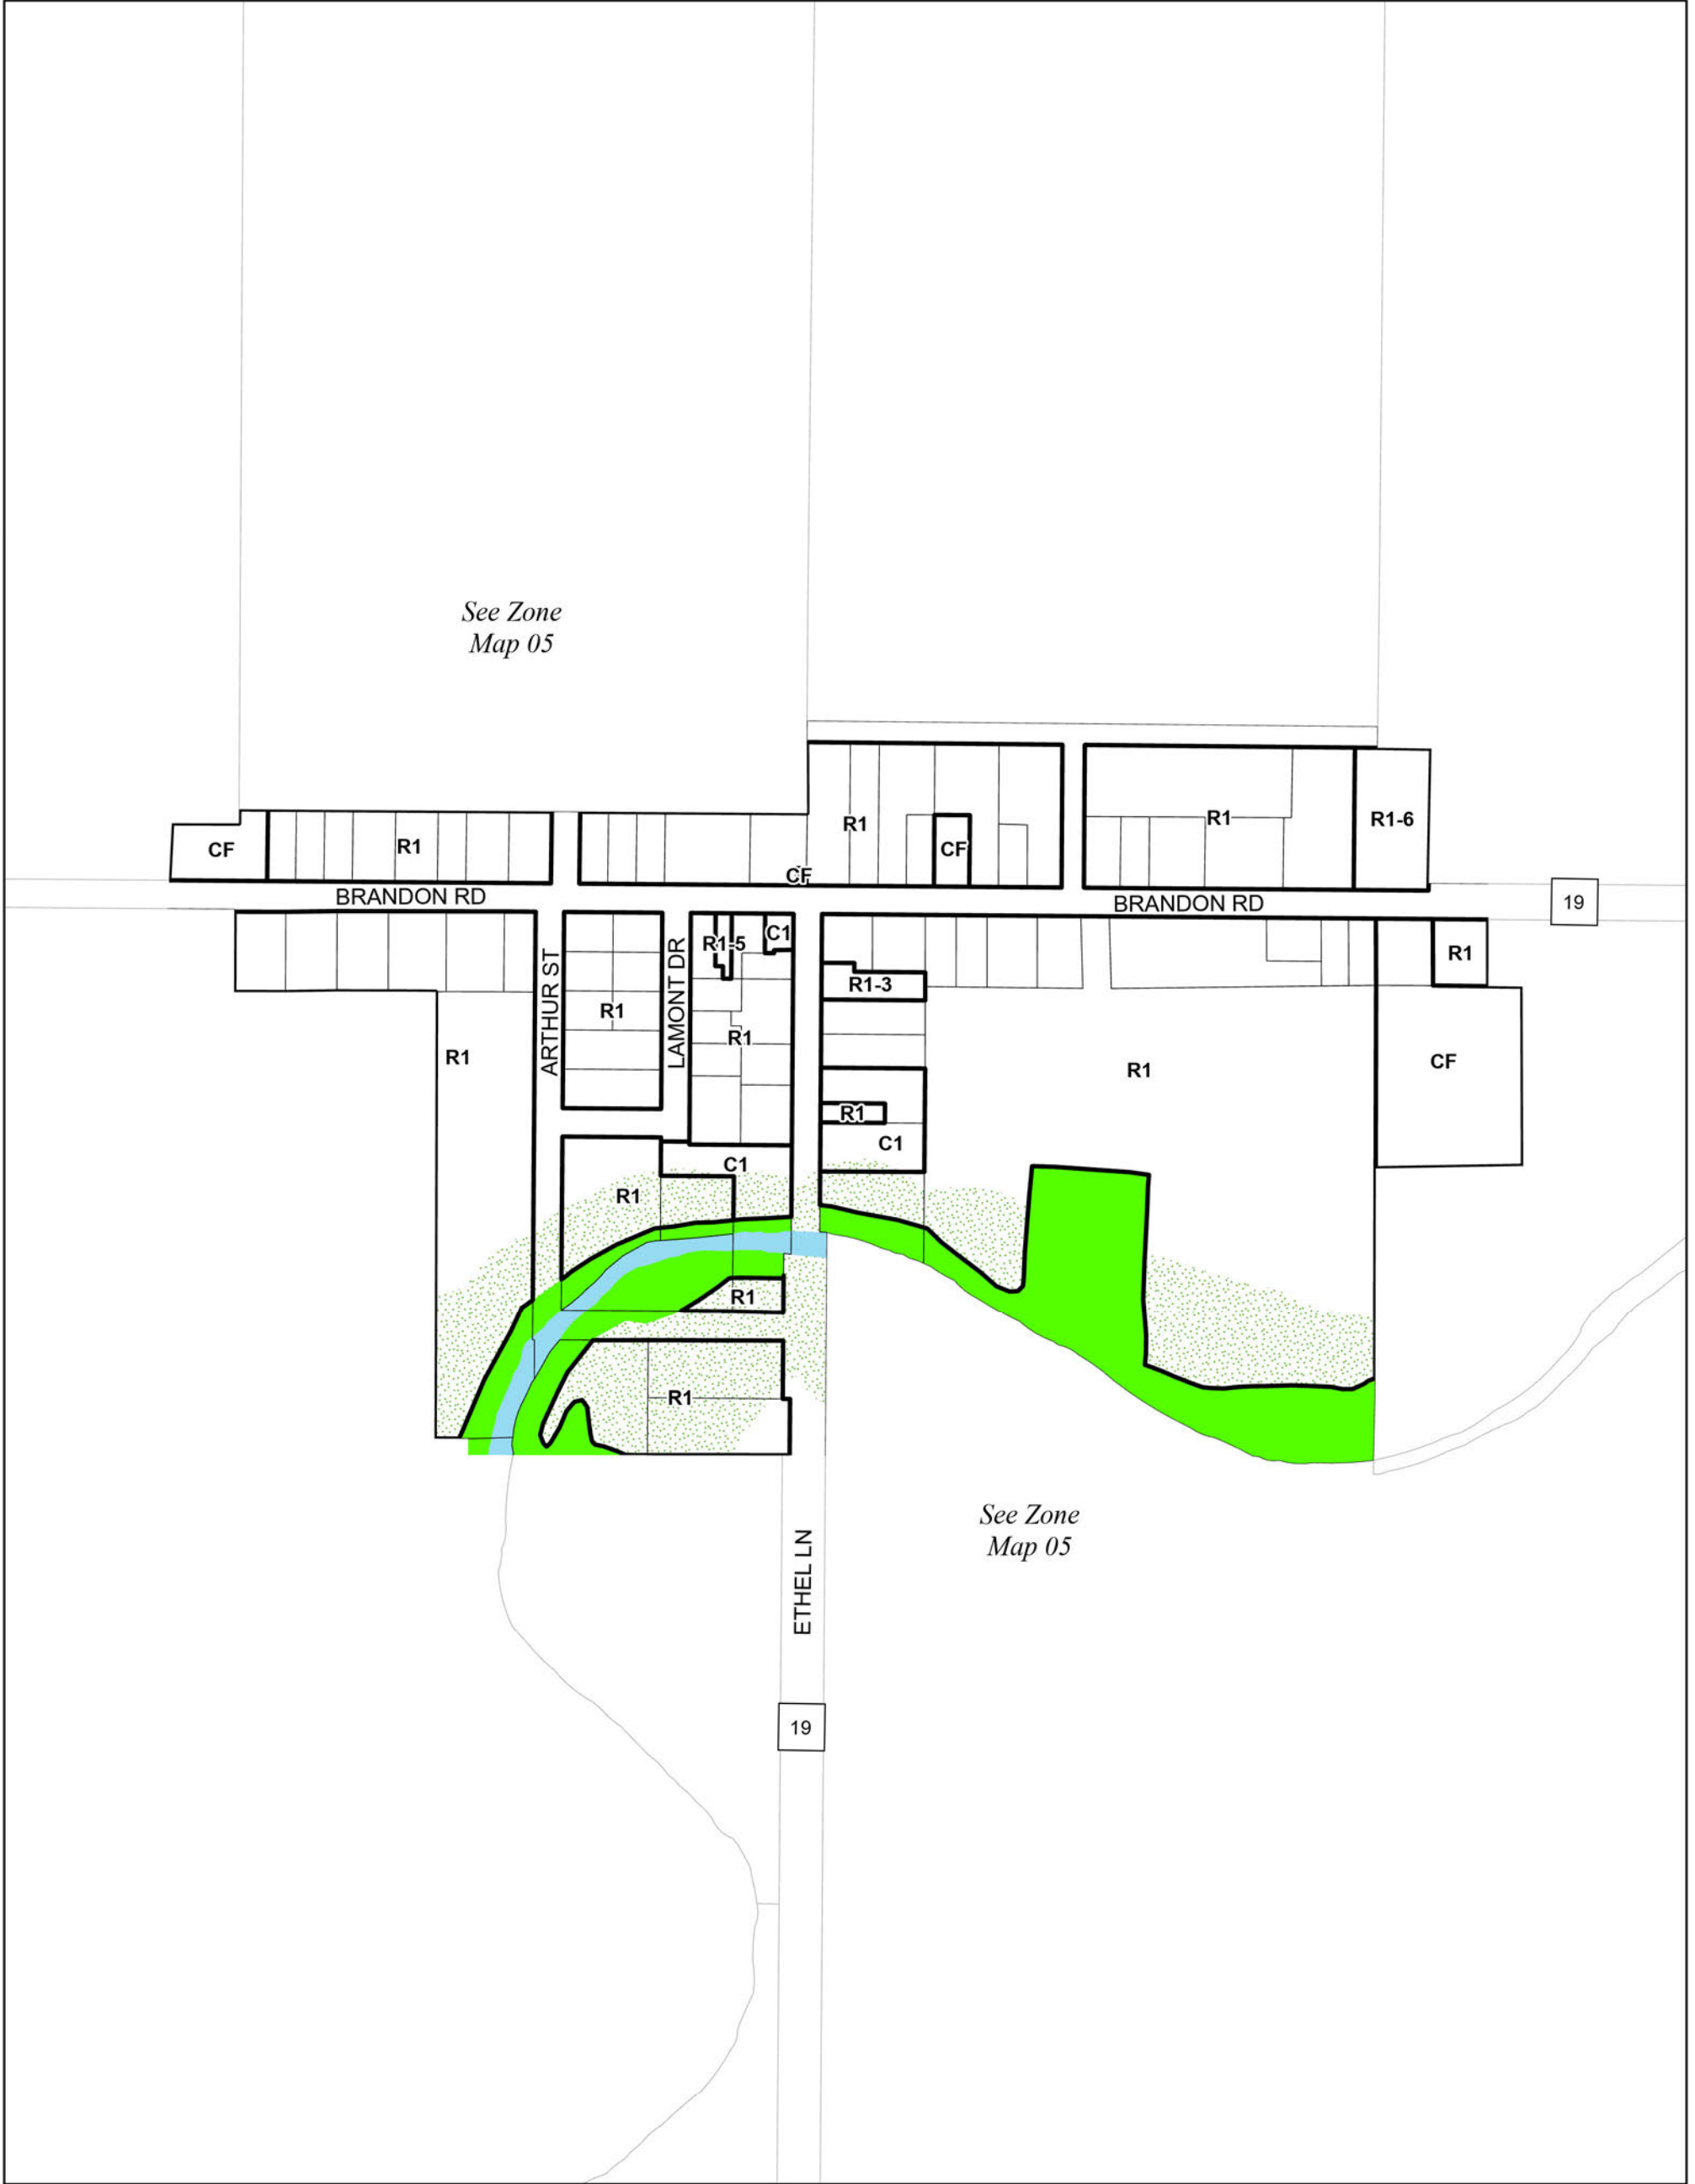 See Zone
Map 05
R1
CF
R1
R1-6
CF
R1
CF
CF
BRANDON RD
BRANDON RD
19
R1-5
C1
R1
R1-3
ARTHUR ST
LAMONT DR
R1
R1
R1
R1
CF
R1
C1
C1
R1
R1
R1
See Zone
Map 05
ETHEL LN
19